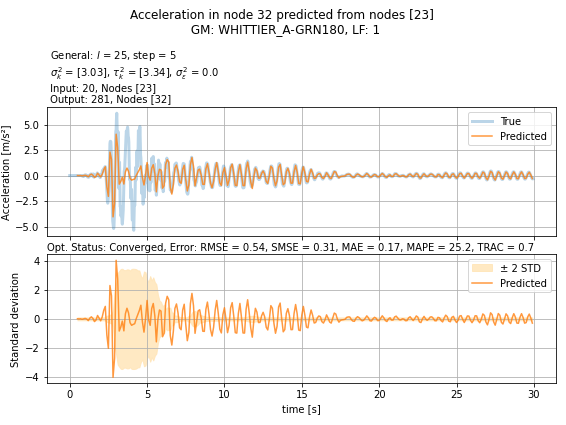 Acceleration in node 32 predicted from nodes [23]
GM: WHITTIER_A-GRN180, LF: 1
General: l = 25, step = 5
σ²ₖ = [3.03], τ²ₖ = [3.34], σ²ε = 0.0
Input: 20, Nodes [23]
Output: 281, Nodes [32]
Acceleration [m/s²]
5.0
2.5
0.0
−2.5
−5.0
True
Predicted
Opt. Status: Converged, Error: RMSE = 0.54, SMSE = 0.31, MAE = 0.17, MAPE = 25.2, TRAC = 0.7
Standard deviation
4
2
0
−2
−4
± 2 STD
Predicted
0 5 10 15 20 25 30
time [s]